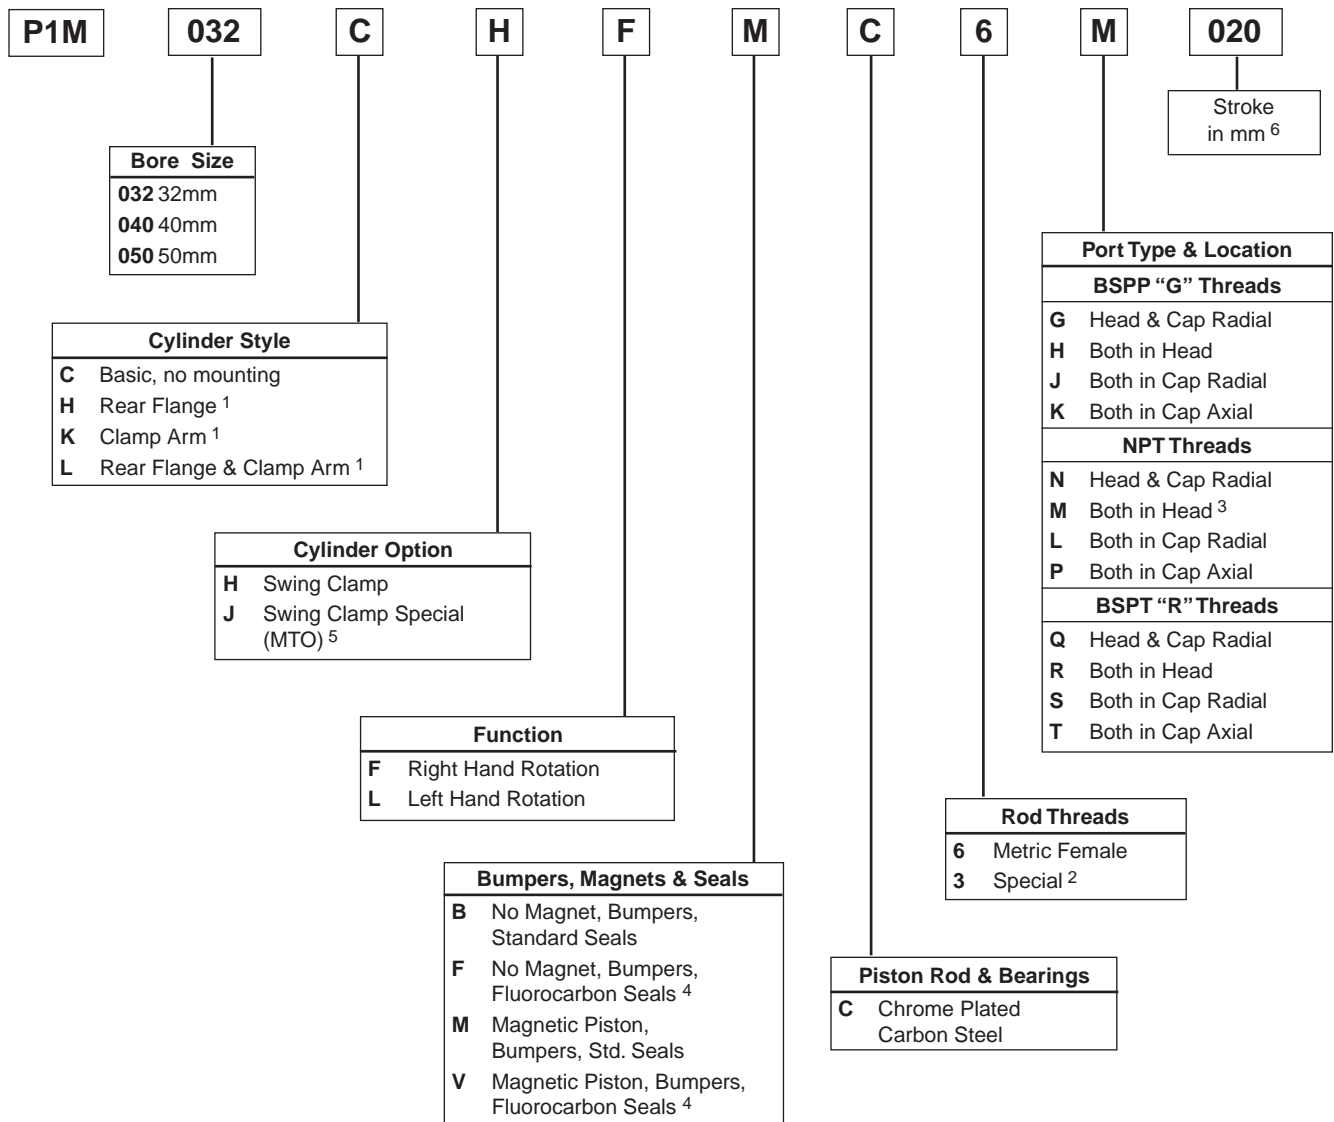 P1M 032 C H F M C 6 M 020
Stroke
in mm 6
Bore Size
032 32mm
040 40mm
050 50mm
Port Type & Location
BSPP “G” Threads
G Head & Cap Radial
H Both in Head
J Both in Cap Radial
K Both in Cap Axial
NPT Threads
N Head & Cap Radial
M Both in Head 3
L Both in Cap Radial
P Both in Cap Axial
BSPT “R” Threads
Q Head & Cap Radial
R Both in Head
S Both in Cap Radial
T Both in Cap Axial
Cylinder Style
C Basic, no mounting
H Rear Flange 1
K Clamp Arm 1
L Rear Flange & Clamp Arm 1
Cylinder Option
H Swing Clamp
J Swing Clamp Special
(MTO) 5
Function
F Right Hand Rotation
L Left Hand Rotation
Rod Threads
6 Metric Female
3 Special 2
Bumpers, Magnets & Seals
B No Magnet, Bumpers,
Standard Seals
F No Magnet, Bumpers,
Fluorocarbon Seals 4
M Magnetic Piston,
Bumpers, Std. Seals
V Magnetic Piston, Bumpers,
Fluorocarbon Seals 4
Piston Rod & Bearings
C Chrome Plated
Carbon Steel